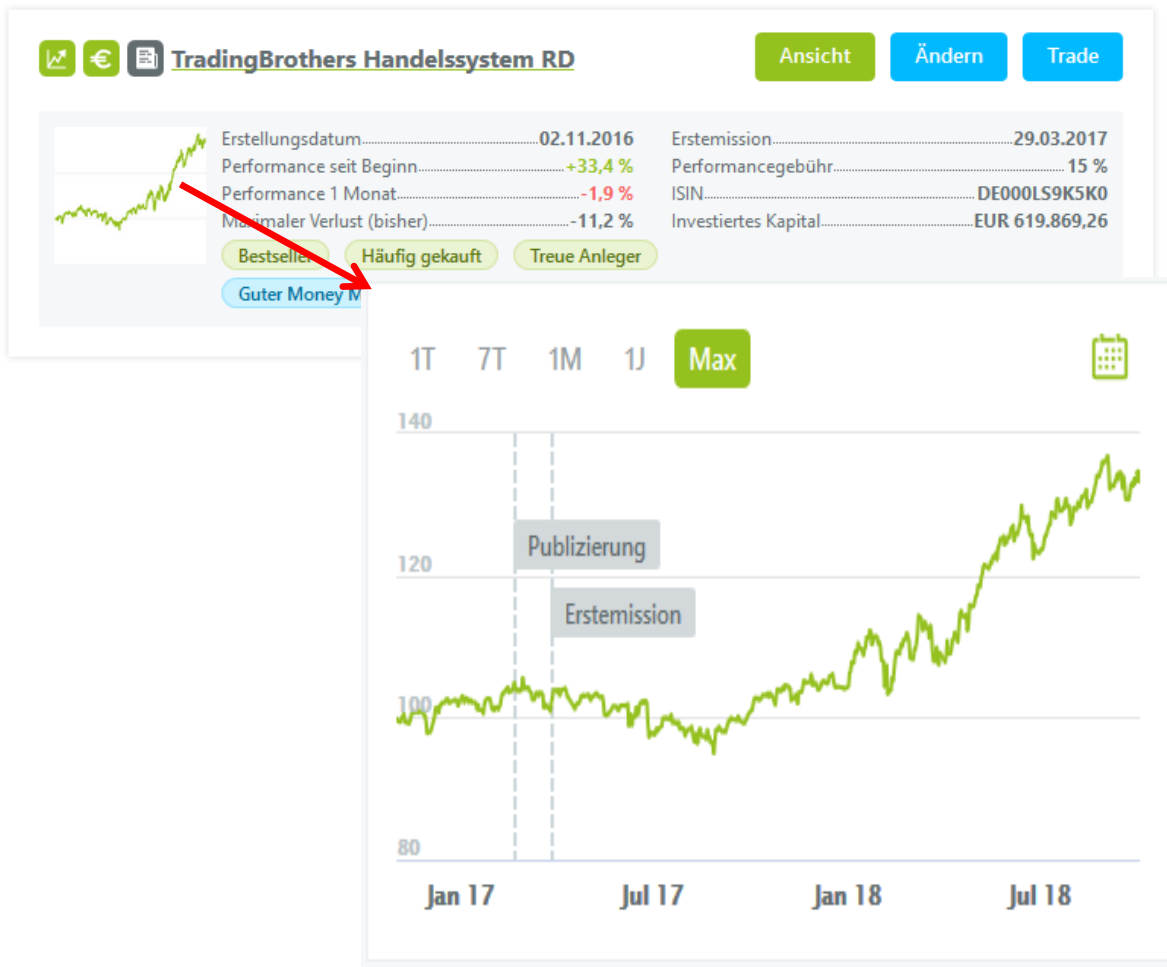 TradingBrothers Handelssystem RD
Ansicht Ändern Trade
Erstellungsdatum 02.11.2016 Erstemission 29.03.2017
Performance seit Beginn +33,4 % Performancegebühr 15 %
Performance 1 Monat -1,9 % ISIN DE000LS9K5K0
Maximaler Verlust (bisher) -11,2 % Investiertes Kapital EUR 619.869,26
Bestseller Häufig gekauft Treue Anleger
Guter Money M
1T 7T 1M 1J Max
140
Publizierung
120
Erstemission
100
80
Jan 17 Jul 17 Jan 18 Jul 18